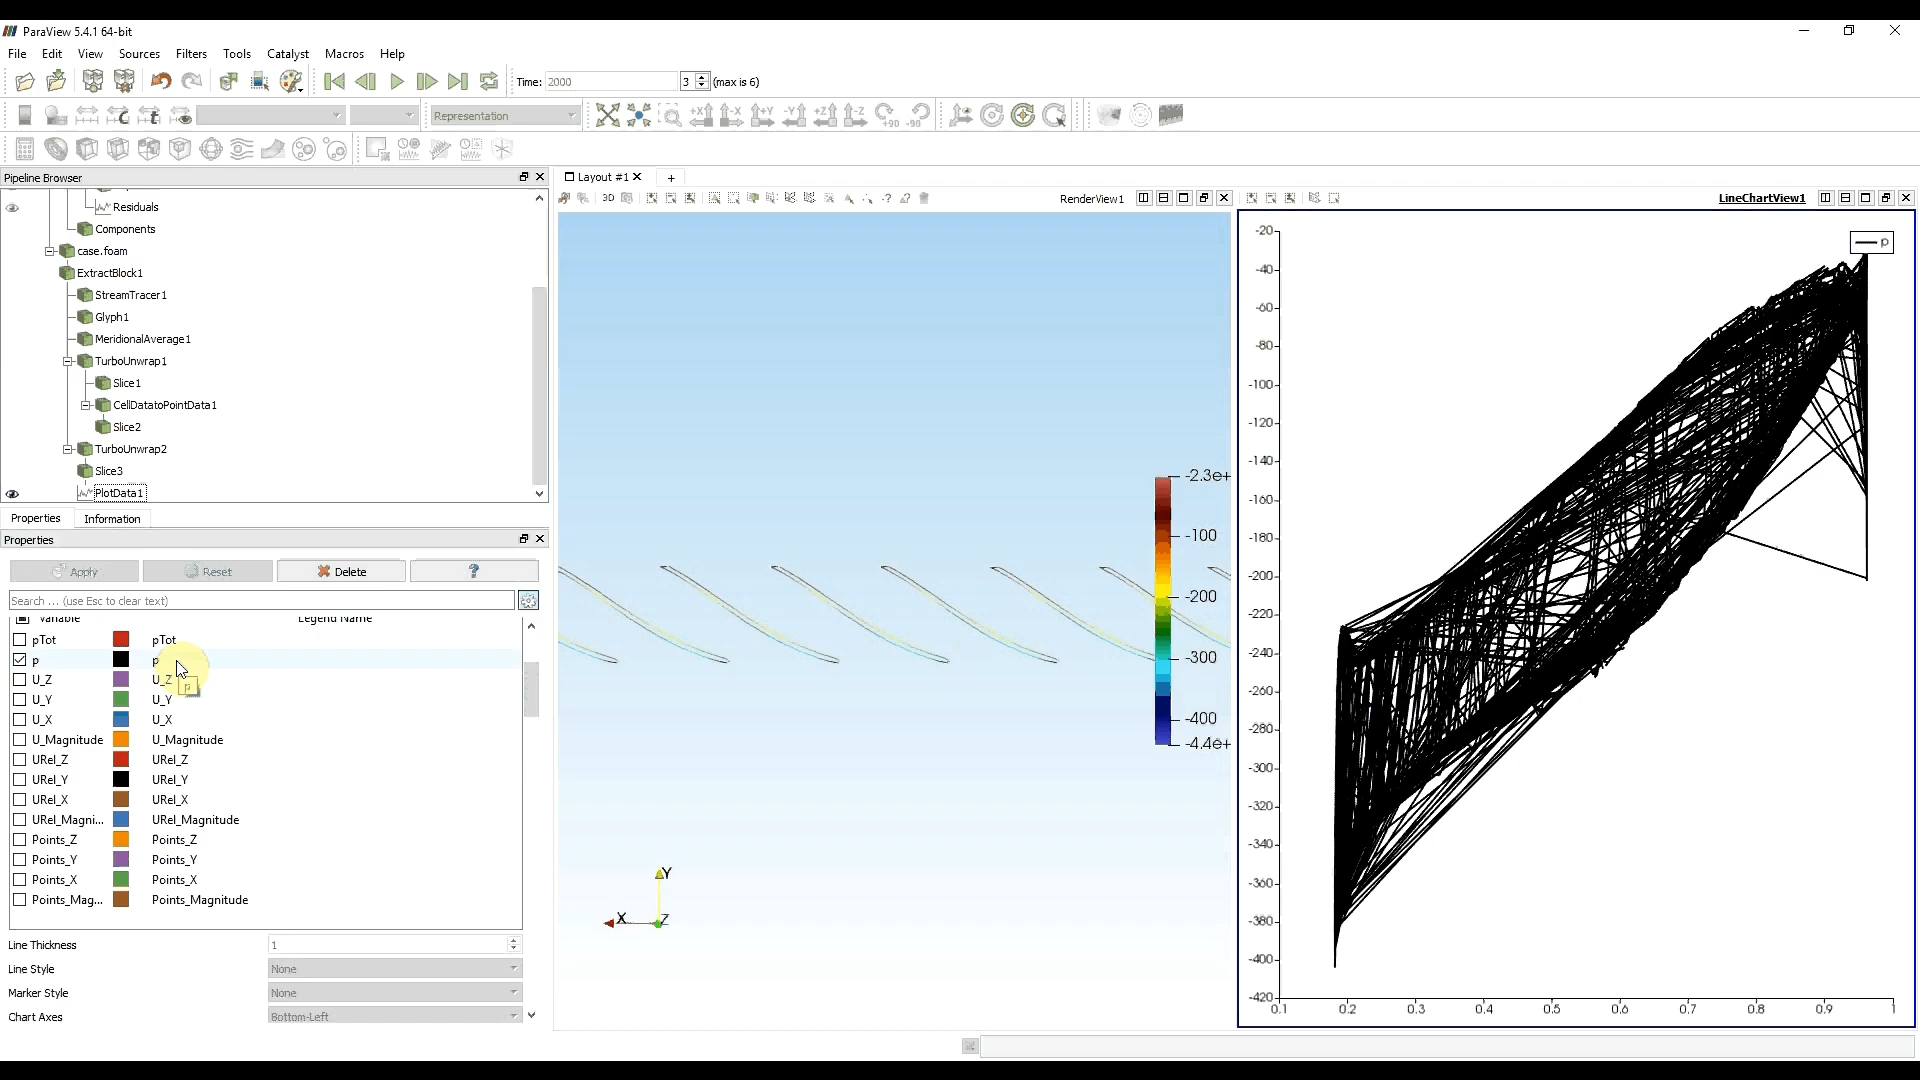 ParaView 5.4.1 64-bit
File Edit View Sources Filters Tools Catalyst Macros Help
Time: 2000 3 (max is 6)
Representation
+X -X +Y -Y +Z -Z +90 -90
Pipeline Browser
Residuals
Components
case.foam
ExtractBlock1
StreamTracer1
Glyph1
MeridionalAverage1
TurboUnwrap1
Slice1
CellDatatoPointData1
Slice2
TurboUnwrap2
Slice3
PlotData1
Properties Information
Properties
Apply Reset Delete ?
Search ... (use Esc to clear text)
Variable Legend Name
pTot pTot
p p
U_Z U_Z
U_Y U_Y
U_X U_X
U_Magnitude U_Magnitude
URel_Z URel_Z
URel_Y URel_Y
URel_X URel_X
URel_Magni... URel_Magnitude
Points_Z Points_Z
Points_Y Points_Y
Points_X Points_X
Points_Mag... Points_Magnitude
Line Thickness 1
Line Style None
Marker Style None
Chart Axes Bottom-Left
Layout #1 +
3D RenderView1
-2.3e+
-100
-200
-300
-400
-4.4e+
Y
X Z
LineChartView1
p
-20
-40
-60
-80
-100
-120
-140
-160
-180
-200
-220
-240
-260
-280
-300
-320
-340
-360
-380
-400
-420
0.1 0.2 0.3 0.4 0.5 0.6 0.7 0.8 0.9 1